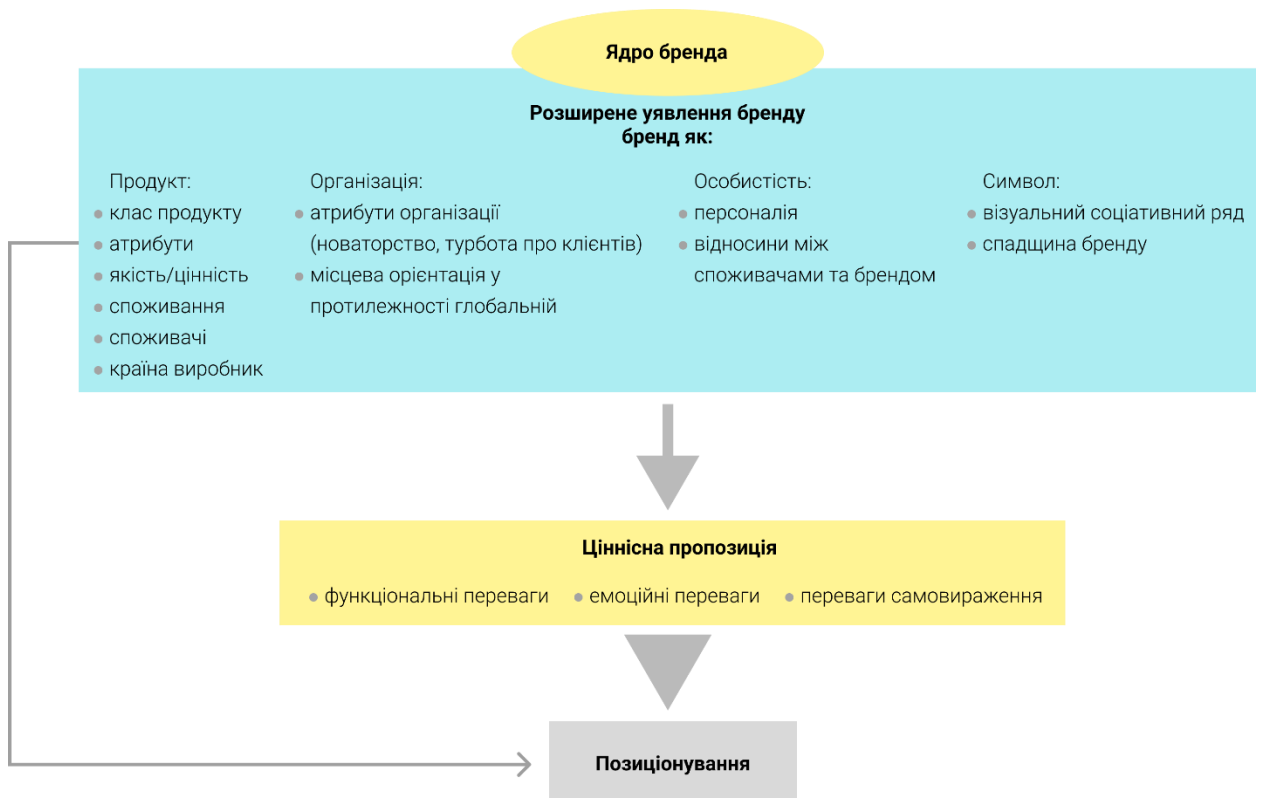 Ядро бренда
Розширене уявлення бренду
бренд як:
Продукт:
клас продукту
атрибути
якість/цінність
споживання
споживачі
країна виробник
Організація:
атрибути організації
(новаторство, турбота про клієнтів)
місцева орієнтація у
протилежності глобальній
Особистість:
персоналія
відносини між
споживачами та брендом
Символ:
візуальний соціативний ряд
спадщина бренду
Ціннісна пропозиція
функціональні переваги
емоційні переваги
переваги самовираження
Позиціонування